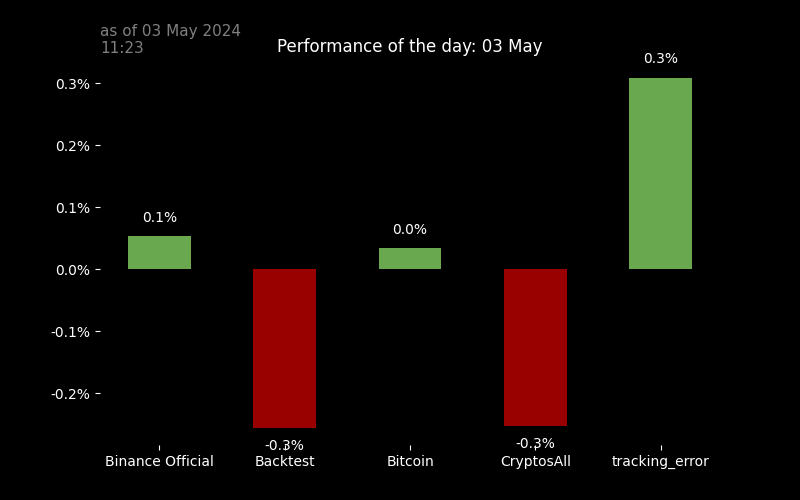 as of 03 May 2024
11:23
Performance of the day: 03 May
0.3%
0.3%
0.2%
0.1%
0.1%
0.0%
0.0%
-0.1%
-0.2%
-0.3%
-0.3%
Binance Official
Backtest
Bitcoin
CryptosAll
tracking_error